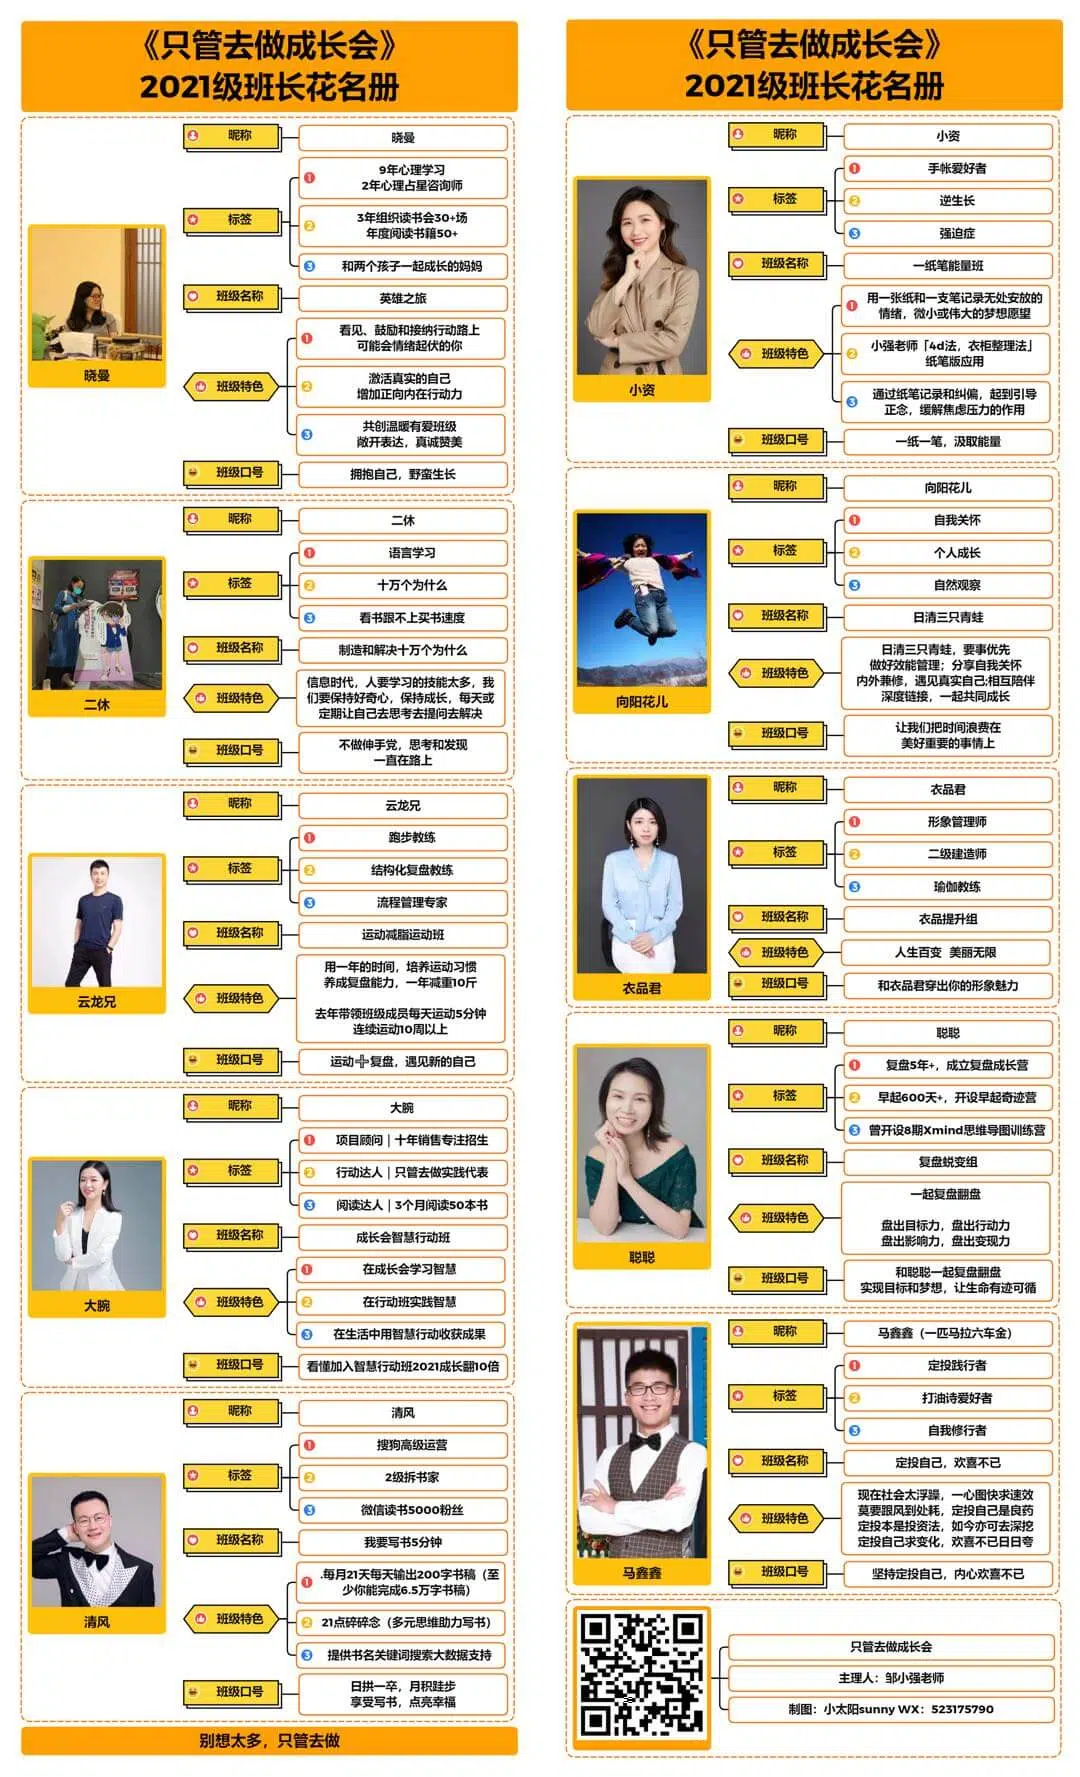 《只管去做成长会》
2021级班长花名册
晓曼
昵称
晓曼
标签
1
9年心理学习
2年心理占星咨询师
2
3年组织读书会30+场
年度阅读书籍50+
3
和两个孩子一起成长的妈妈
班级名称
英雄之旅
班级特色
1
看见、鼓励和接纳行动路上
可能会情绪起伏的你
2
激活真实的自己
增加正向内在行动力
3
共创温暖有爱班级
敞开表达，真诚赞美
班级口号
拥抱自己，野蛮生长
二休
昵称
二休
标签
1
语言学习
2
十万个为什么
3
看书跟不上买书速度
班级名称
制造和解决十万个为什么
班级特色
信息时代，人要学习的技能太多，我
们要保持好奇心，保持成长，每天或
定期让自己去思考去提问去解决
班级口号
不做伸手党，思考和发现
一直在路上
云龙兄
昵称
云龙兄
标签
1
跑步教练
2
结构化复盘教练
3
流程管理专家
班级名称
运动减脂运动班
班级特色
用一年的时间，培养运动习惯
养成复盘能力，一年减重10斤
去年带领班级成员每天运动5分钟
连续运动10周以上
班级口号
运动➕复盘，遇见新的自己
大腕
昵称
大腕
标签
1
项目顾问｜十年销售专注招生
2
行动达人｜只管去做实践代表
3
阅读达人｜3个月阅读50本书
班级名称
成长会智慧行动班
班级特色
1
在成长会学习智慧
2
在行动班实践智慧
3
在生活中用智慧行动收获成果
班级口号
看懂加入智慧行动班2021成长翻10倍
清风
昵称
清风
标签
1
搜狗高级运营
2
2级拆书家
3
微信读书5000粉丝
班级名称
我要写书5分钟
班级特色
1
.每月21天每天输出200字书稿（至
少你能完成6.5万字书稿）
2
21点碎碎念（多元思维助力写书）
3
提供书名关键词搜索大数据支持
班级口号
日拱一卒，月积跬步
享受写书，点亮幸福
别想太多，只管去做
《只管去做成长会》
2021级班长花名册
小资
昵称
小资
标签
1
手帐爱好者
2
逆生长
3
强迫症
班级名称
一纸笔能量班
班级特色
1
用一张纸和一支笔记录无处安放的
情绪，微小或伟大的梦想愿望
2
小强老师「4d法，衣柜整理法」
纸笔版应用
3
通过纸笔记录和纠偏，起到引导
正念，缓解焦虑压力的作用
班级口号
一纸一笔，汲取能量
向阳花儿
昵称
向阳花儿
标签
1
自我关怀
2
个人成长
3
自然观察
班级名称
日清三只青蛙
班级特色
日清三只青蛙，要事优先
做好效能管理；分享自我关怀
内外兼修，遇见真实自己;相互陪伴
深度链接，一起共同成长
班级口号
让我们把时间浪费在
美好重要的事情上
衣品君
昵称
衣品君
标签
1
形象管理师
2
二级建造师
3
瑜伽教练
班级名称
衣品提升组
班级特色
人生百变 美丽无限
班级口号
和衣品君穿出你的形象魅力
聪聪
昵称
聪聪
标签
1
复盘5年+，成立复盘成长营
2
早起600天+，开设早起奇迹营
3
曾开设8期Xmind思维导图训练营
班级名称
复盘蜕变组
班级特色
一起复盘翻盘
盘出目标力，盘出行动力
盘出影响力，盘出变现力
班级口号
和聪聪一起复盘翻盘
实现目标和梦想，让生命有迹可循
马鑫鑫
昵称
马鑫鑫（一匹马拉六车金）
标签
1
定投践行者
2
打油诗爱好者
3
自我修行者
班级名称
定投自己，欢喜不已
班级特色
现在社会太浮躁，一心图快求速效
莫要跟风到处耗，定投自己是良药
定投本是投资法，如今亦可去深挖
定投自己求变化，欢喜不已日日夸
班级口号
坚持定投自己，内心欢喜不已
只管去做成长会
主理人：邹小强老师
制图：小太阳sunny WX：523175790